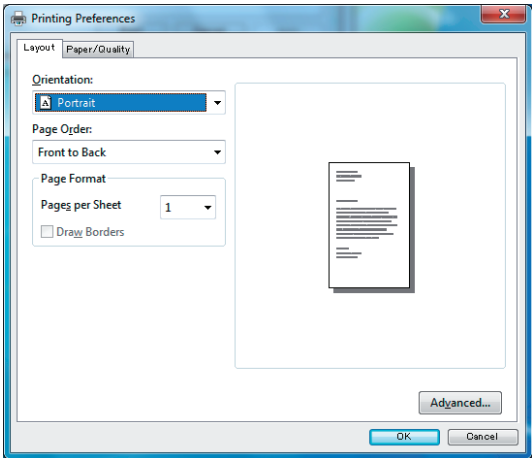 Printing Preferences
Layout Paper/Quality
Orientation:
A Portrait
Page Order:
Front to Back
Page Format
Pages per Sheet 1
Draw Borders
Advanced...
OK Cancel